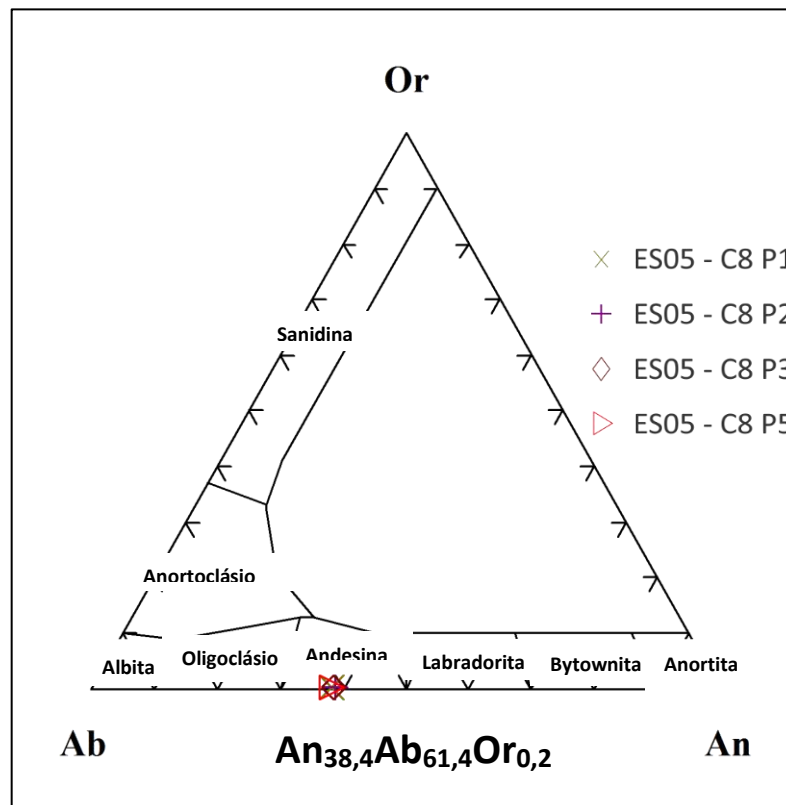 Or
ES05 - C8 P1
ES05 - C8 P2
ES05 - C8 P3
ES05 - C8 P5
Sanidina
Anortoclásio
Albita
Oligoclásio
Andesina
Labradorita
Bytownita
Anortita
Ab
An38,4Ab61,4Or0,2
An